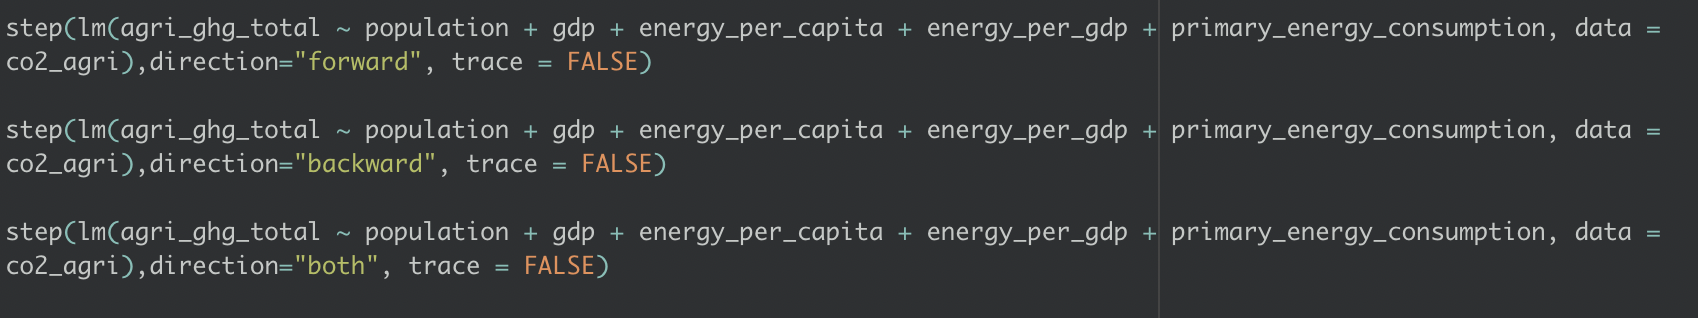 step(lm(agri_ghg_total ~ population + gdp + energy_per_capita + energy_per_gdp + primary_energy_consumption, data =
co2_agri),direction="forward", trace = FALSE)
step(lm(agri_ghg_total ~ population + gdp + energy_per_capita + energy_per_gdp + primary_energy_consumption, data =
co2_agri),direction="backward", trace = FALSE)
step(lm(agri_ghg_total ~ population + gdp + energy_per_capita + energy_per_gdp + primary_energy_consumption, data =
co2_agri),direction="both", trace = FALSE)